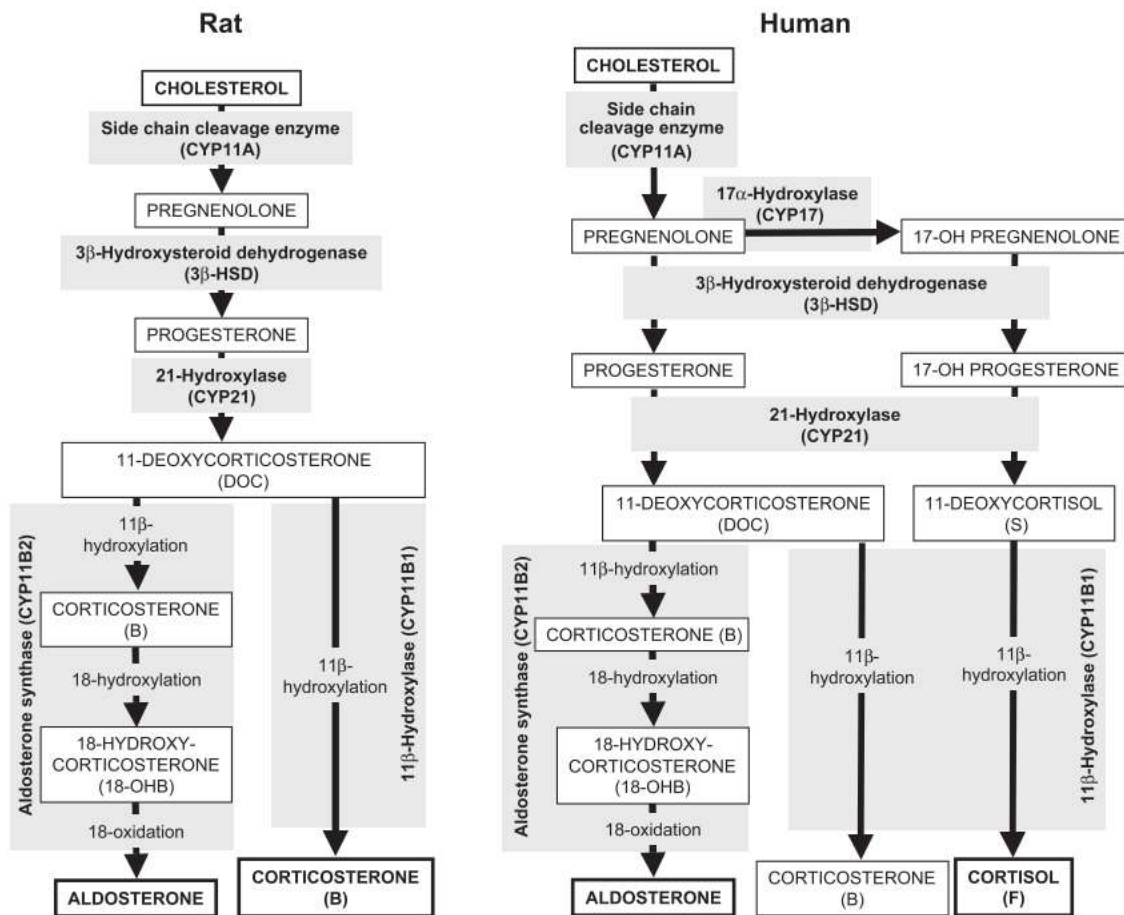 Rat
CHOLESTEROL
Side chain cleavage enzyme
(CYP11A)
PREGNENOLONE
3β-Hydroxysteroid dehydrogenase
(3β-HSD)
PROGESTERONE
21-Hydroxylase
(CYP21)
11-DEOXYCORTICOSTERONE
(DOC)
Aldosterone synthase (CYP11B2)
11β-
hydroxylation
CORTICOSTERONE
(B)
18-hydroxylation
18-HYDROXY-
CORTICOSTERONE
(18-OHB)
18-oxidation
ALDOSTERONE
11β-
hydroxylation
11β-Hydroxylase (CYP11B1)
CORTICOSTERONE
(B)
Human
CHOLESTEROL
Side chain
cleavage enzyme
(CYP11A)
PREGNENOLONE
17α-Hydroxylase
(CYP17)
17-OH PREGNENOLONE
3β-Hydroxysteroid dehydrogenase
(3β-HSD)
PROGESTERONE
17-OH PROGESTERONE
21-Hydroxylase
(CYP21)
11-DEOXYCORTICOSTERONE
(DOC)
11-DEOXYCORTISOL
(S)
Aldosterone synthase (CYP11B2)
11β-hydroxylation
CORTICOSTERONE (B)
18-hydroxylation
18-HYDROXY-
CORTICOSTERONE
(18-OHB)
18-oxidation
ALDOSTERONE
11β-
hydroxylation
CORTICOSTERONE
(B)
11β-
hydroxylation
11β-Hydroxylase (CYP11B1)
CORTISOL
(F)